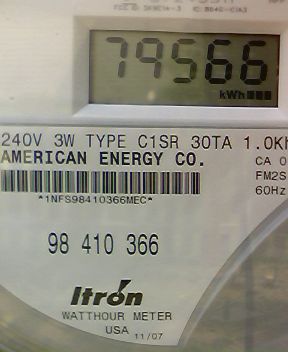 79566
kWh
240V 3W TYPE C1SR 30TA 1.0Kh
AMERICAN ENERGY CO.
CA 0
FM2S
60Hz
*1NFS98410366MEC*
98 410 366
Itron
WATTHOUR METER
USA 11/07